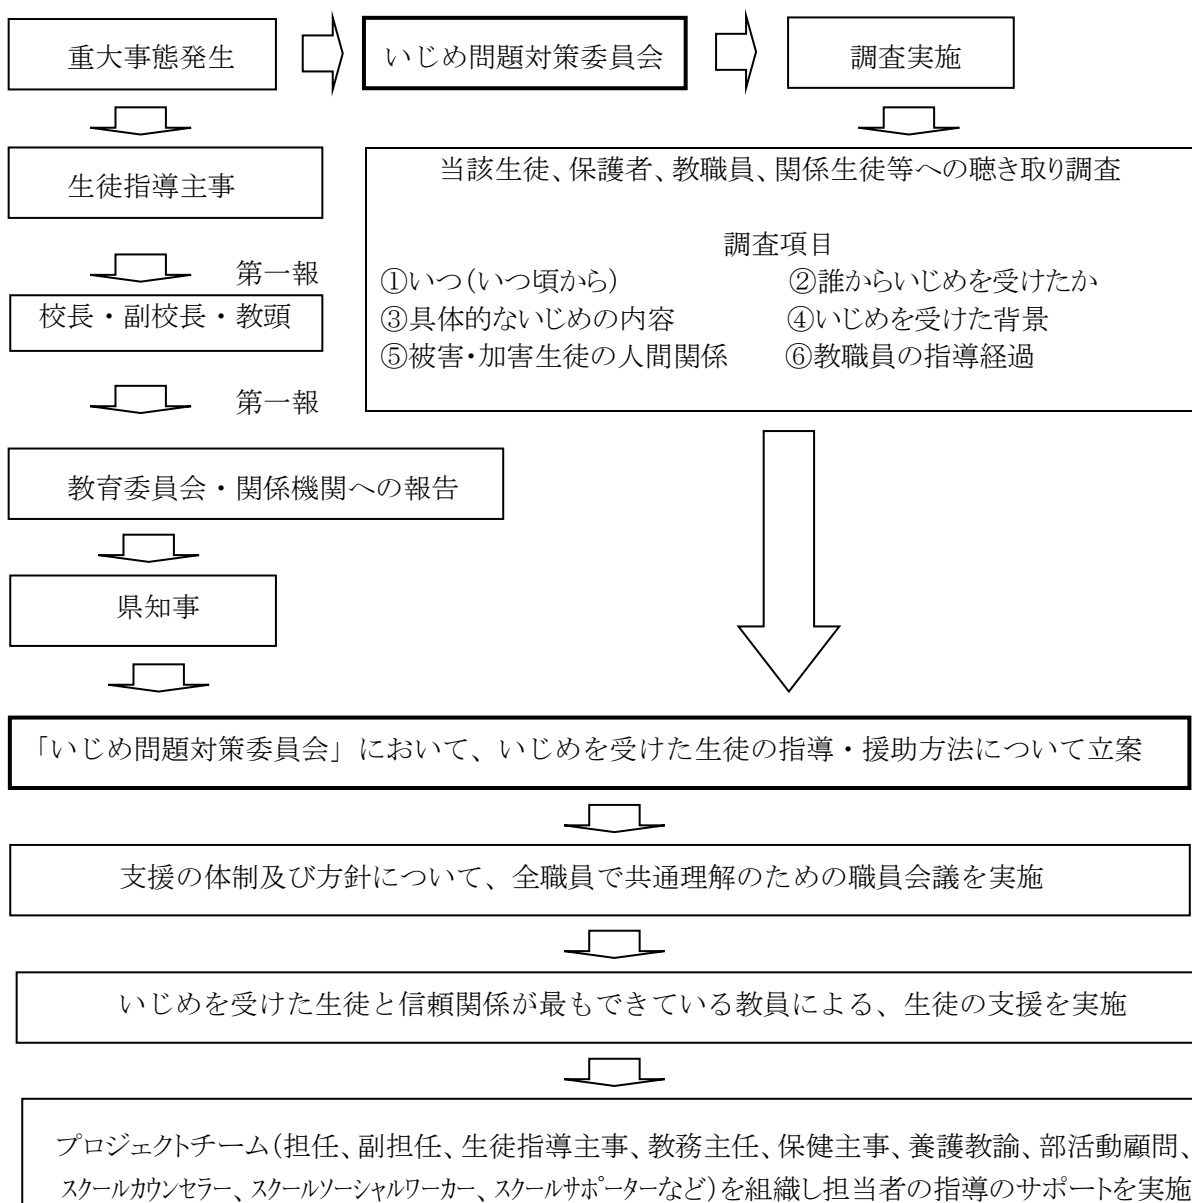 重大事態発生
いじめ問題対策委員会
調査実施
生徒指導主事
第一報
校長・副校長・教頭
第一報
教育委員会・関係機関への報告
県知事
当該生徒、保護者、教職員、関係生徒等への聴き取り調査
調査項目
①いつ(いつ頃から) ②誰からいじめを受けたか
③具体的ないじめの内容 ④いじめを受けた背景
⑤被害・加害生徒の人間関係 ⑥教職員の指導経過
「いじめ問題対策委員会」において、いじめを受けた生徒の指導・援助方法について立案
支援の体制及び方針について、全職員で共通理解のための職員会議を実施
いじめを受けた生徒と信頼関係が最もできている教員による、生徒の支援を実施
プロジェクトチーム(担任、副担任、生徒指導主事、教務主任、保健主事、養護教諭、部活動顧問、
スクールカウンセラー、スクールソーシャルワーカー、スクールサポーターなど)を組織し担当者の指導のサポートを実施